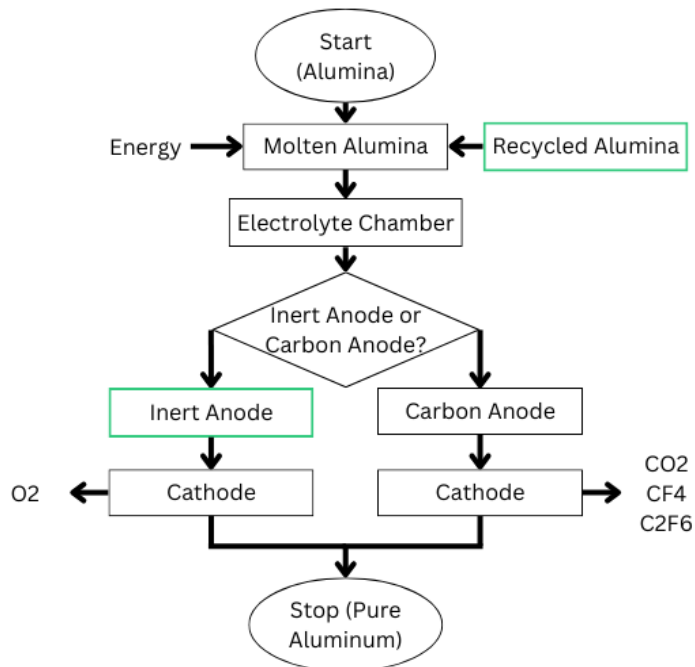 Start
(Alumina)
Energy
Molten Alumina
Recycled Alumina
Electrolyte Chamber
Inert Anode or
Carbon Anode?
Inert Anode
Carbon Anode
O2
Cathode
Cathode
CO2
CF4
C2F6
Stop (Pure
Aluminum)